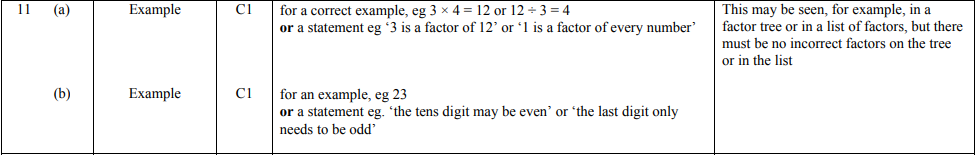 11 (a) Example C1 for a correct example, eg 3 × 4 = 12 or 12 ÷ 3 = 4 This may be seen, for example, in a
or a statement eg ‘3 is a factor of 12’ or ‘1 is a factor of every number’ factor tree or in a list of factors, but there
must be no incorrect factors on the tree
or in the list
(b) Example C1 for an example, eg 23
or a statement eg. ‘the tens digit may be even’ or ‘the last digit only
needs to be odd’